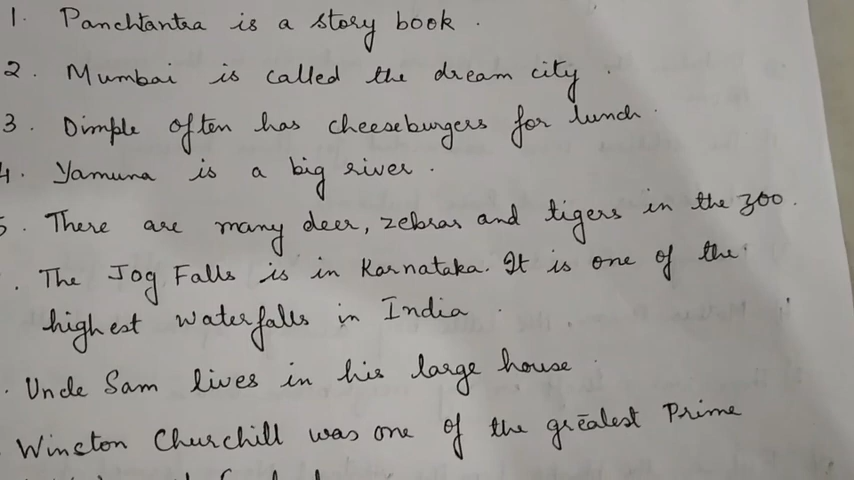 1. Panchtantra is a story book.
2. Mumbai is called the dream city.
3. Dimple often has cheeseburgers for lunch.
4. Yamuna is a big river.
5. There are many deer, zebras and tigers in the zoo.
. The Jog Falls is in Karnataka. It is one of the
highest waterfalls in India.
. Uncle Sam lives in his large house.
. Winston Churchill was one of the greatest Prime